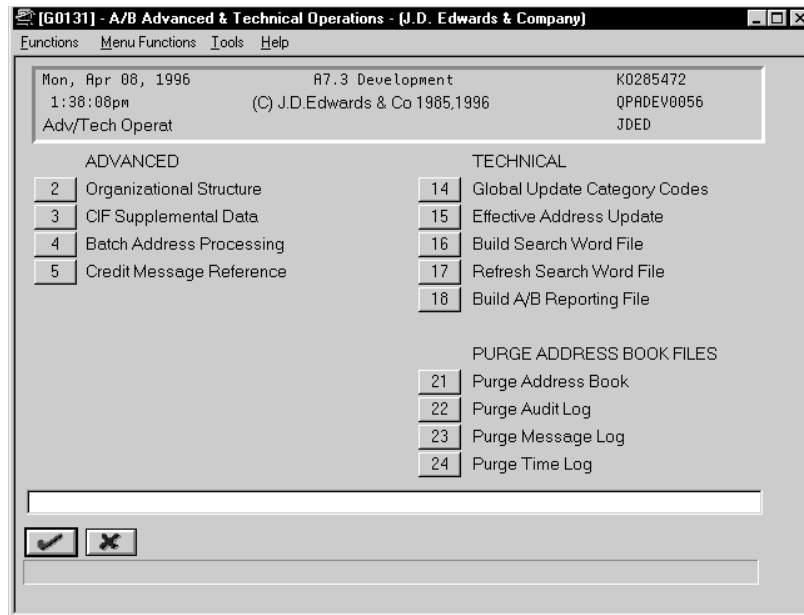 [G0131] - A/B Advanced & Technical Operations - (J.D. Edwards & Company)
Functions Menu Functions Tools Help
Mon, Apr 08, 1996 A7.3 Development KO285472
1:38:08pm (C) J.D.Edwards & Co 1985,1996 QPADEV0056
Adv/Tech Operat JDED
ADVANCED
2 Organizational Structure
3 CIF Supplemental Data
4 Batch Address Processing
5 Credit Message Reference
TECHNICAL
14 Global Update Category Codes
15 Effective Address Update
16 Build Search Word File
17 Refresh Search Word File
18 Build A/B Reporting File
PURGE ADDRESS BOOK FILES
21 Purge Address Book
22 Purge Audit Log
23 Purge Message Log
24 Purge Time Log